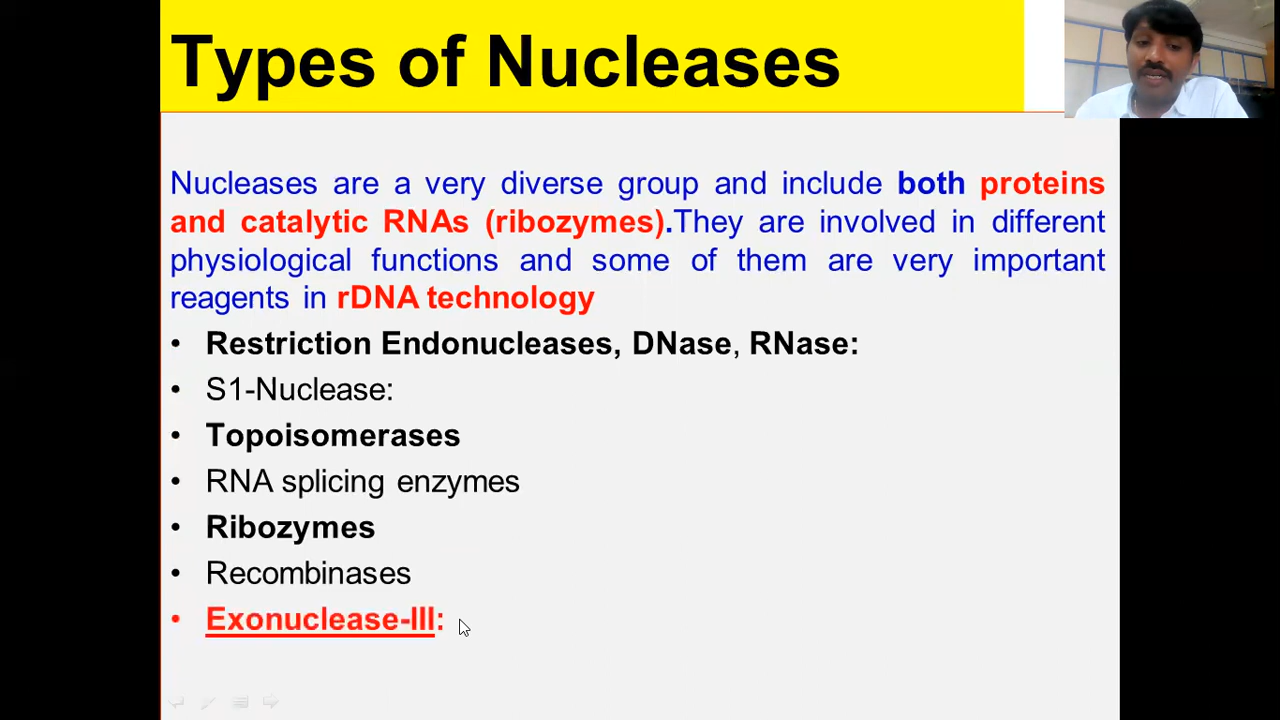 Types of Nucleases
Nucleases are a very diverse group and include both proteins
and catalytic RNAs (ribozymes).They are involved in different
physiological functions and some of them are very important
reagents in rDNA technology
• Restriction Endonucleases, DNase, RNase:
• S1-Nuclease:
• Topoisomerases
• RNA splicing enzymes
• Ribozymes
• Recombinases
• Exonuclease-III: